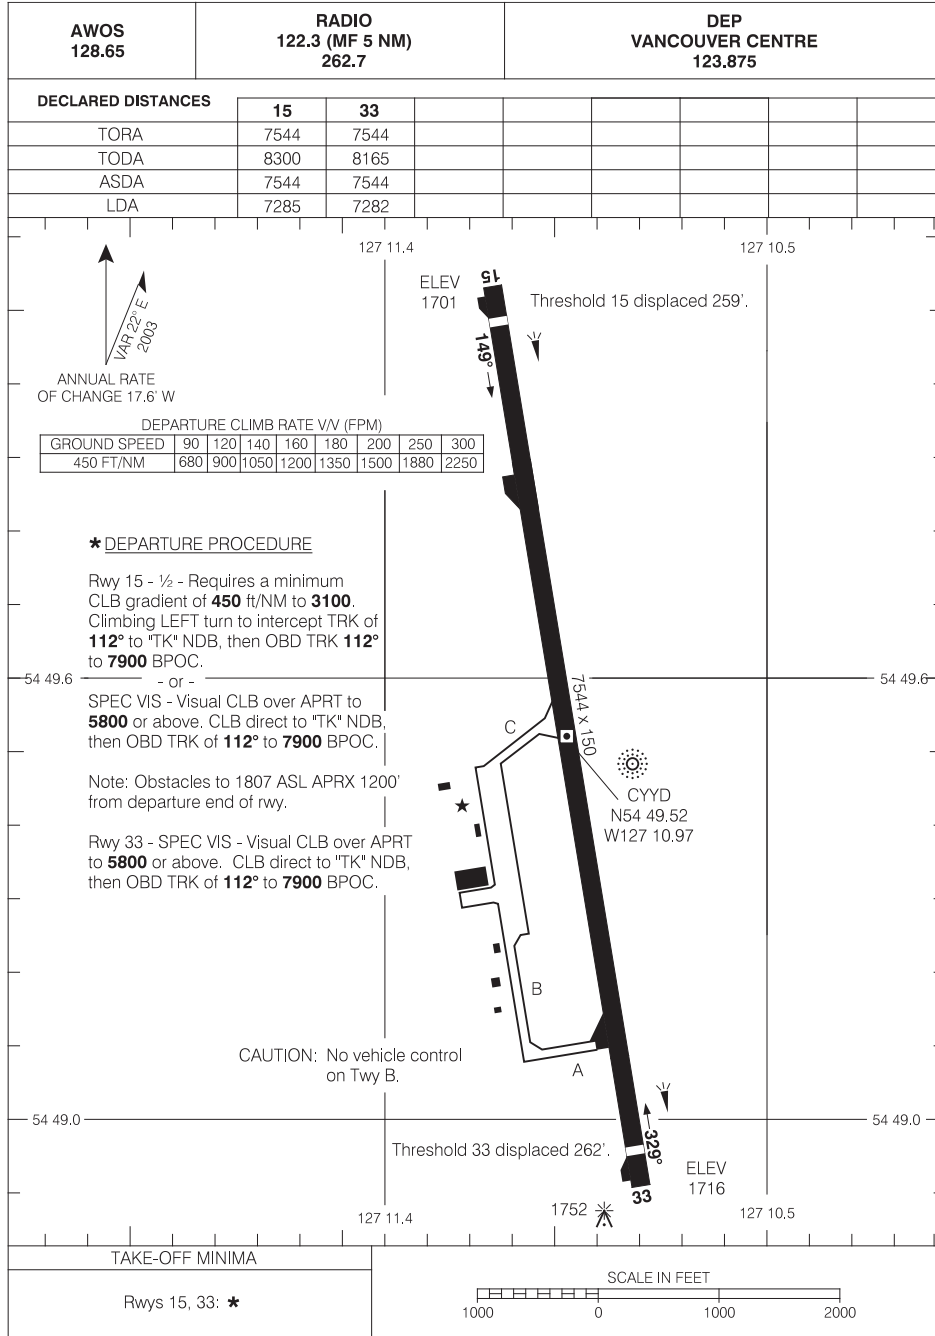 AWOS
128.65
RADIO
122.3 (MF 5 NM)
262.7
DEP
VANCOUVER CENTRE
123.875
DECLARED DISTANCES
15 33
TORA 7544 7544
TODA 8300 8165
ASDA 7544 7544
LDA 7285 7282
127 11.4 127 10.5
VAR 22° E
2003
ANNUAL RATE
OF CHANGE 17.6' W
ELEV
1701
15
Threshold 15 displaced 259'.
149°
DEPARTURE CLIMB RATE V/V (FPM)
GROUND SPEED 90 120 140 160 180 200 250 300
450 FT/NM 680 900 1050 1200 1350 1500 1880 2250
* DEPARTURE PROCEDURE
Rwy 15 - ½ - Requires a minimum
CLB gradient of 450 ft/NM to 3100.
Climbing LEFT turn to intercept TRK of
112° to "TK" NDB, then OBD TRK 112°
to 7900 BPOC.
- or -
SPEC VIS - Visual CLB over APRT to
5800 or above. CLB direct to "TK" NDB,
then OBD TRK of 112° to 7900 BPOC.
Note: Obstacles to 1807 ASL APRX 1200'
from departure end of rwy.
Rwy 33 - SPEC VIS - Visual CLB over APRT
to 5800 or above. CLB direct to "TK" NDB,
then OBD TRK of 112° to 7900 BPOC.
54 49.6 54 49.6
7544 x 150
C
CYYD
N54 49.52
W127 10.97
B
CAUTION: No vehicle control
on Twy B.
A
54 49.0 54 49.0
Threshold 33 displaced 262'.
329°
ELEV
1716
33
1752
127 11.4 127 10.5
TAKE-OFF MINIMA
Rwys 15, 33: *
SCALE IN FEET
1000 0 1000 2000